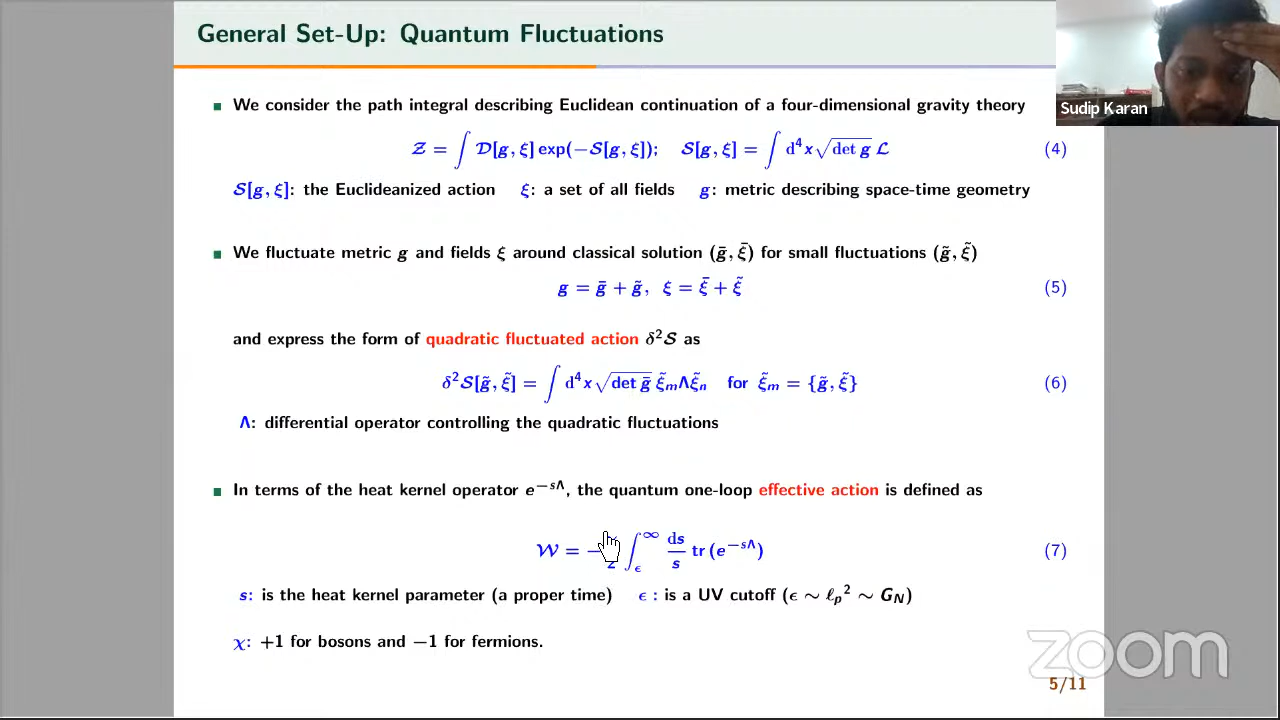 General Set-Up: Quantum Fluctuations
Sudip Karan
■ We consider the path integral describing Euclidean continuation of a four-dimensional gravity theory
𝒵 = ∫ 𝒟[g, ξ] exp(−𝒮[g, ξ]); 𝒮[g, ξ] = ∫ d⁴x √det g ℒ (4)
𝒮[g, ξ]: the Euclideanized action ξ: a set of all fields g: metric describing space-time geometry
■ We fluctuate metric g and fields ξ around classical solution (ḡ, ξ̄) for small fluctuations (g̃, ξ̃)
g = ḡ + g̃, ξ = ξ̄ + ξ̃ (5)
and express the form of quadratic fluctuated action δ²𝒮 as
δ²𝒮[g̃, ξ̃] = ∫ d⁴x √det ḡ ξ̃ₘΛξ̃ₙ for ξ̃ₘ = {g̃, ξ̃} (6)
Λ: differential operator controlling the quadratic fluctuations
■ In terms of the heat kernel operator e^{−sΛ}, the quantum one-loop effective action is defined as
𝒲 = − ∫_ϵ^∞ ds/s tr (e^{−sΛ}) (7)
s: is the heat kernel parameter (a proper time) ϵ : is a UV cutoff (ϵ ∼ ℓₚ² ∼ G_N)
χ: +1 for bosons and −1 for fermions.
zoom
5/11